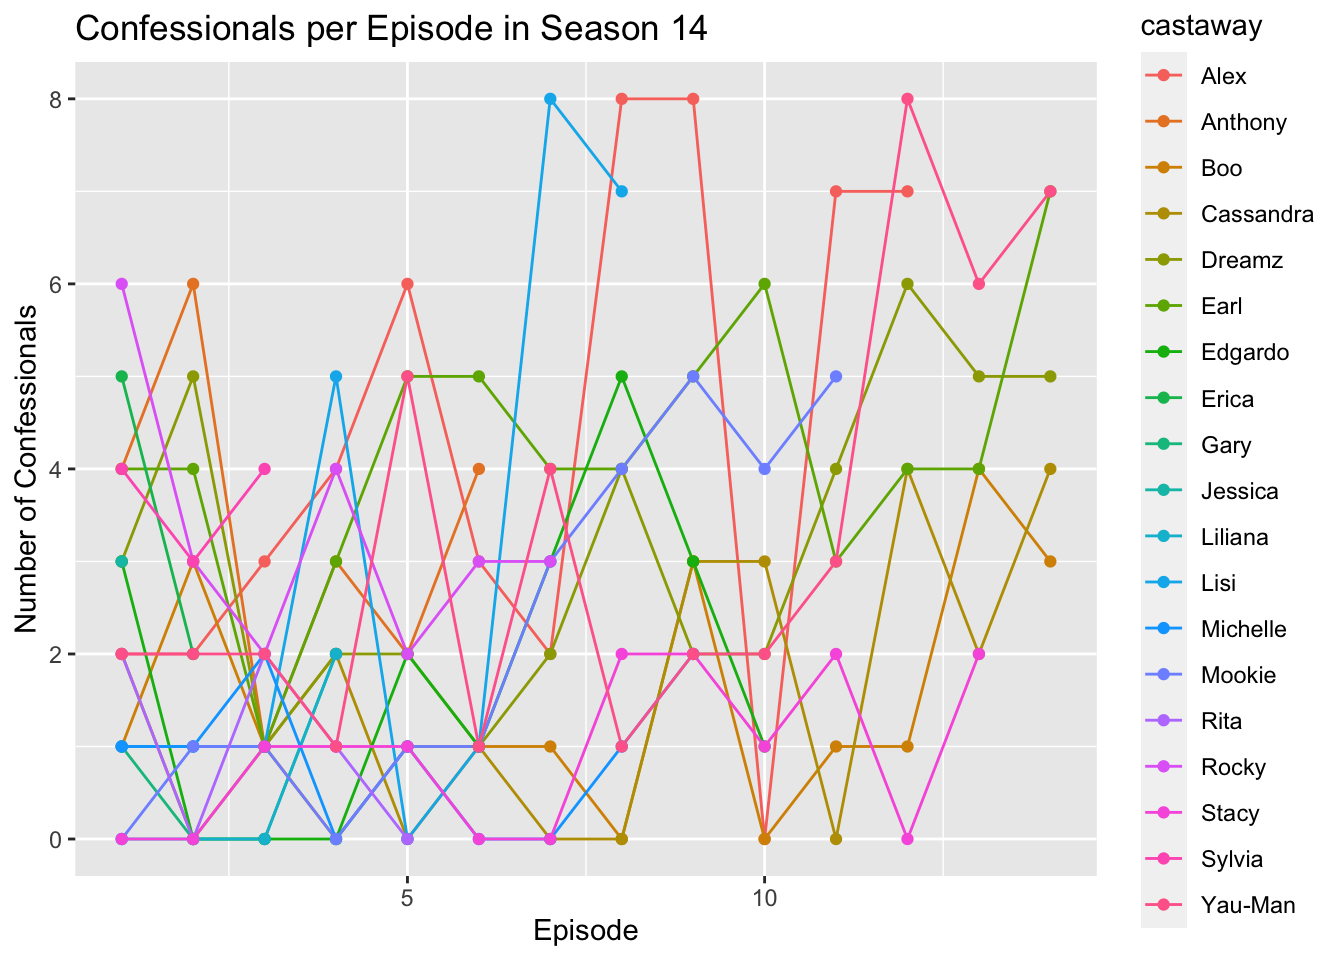 Confessionals per Episode in Season 14
castaway
Alex
Anthony
Boo
Cassandra
Dreamz
Earl
Edgardo
Erica
Gary
Jessica
Liliana
Lisi
Michelle
Mookie
Rita
Rocky
Stacy
Sylvia
Yau-Man
Number of Confessionals
8
6
4
2
0
5
10
Episode